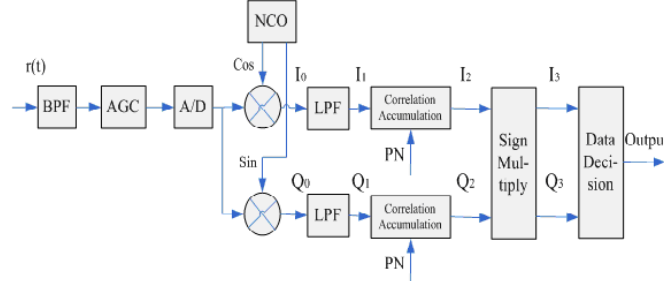 NCO
r(t)
Cos
I0
I1
I2
I3
BPF
AGC
A/D
LPF
Correlation
Accumulation
PN
Sign
Mul-
tiply
Data
Deci-
sion
Output
Sin
Q0
Q1
Q2
Q3
LPF
Correlation
Accumulation
PN